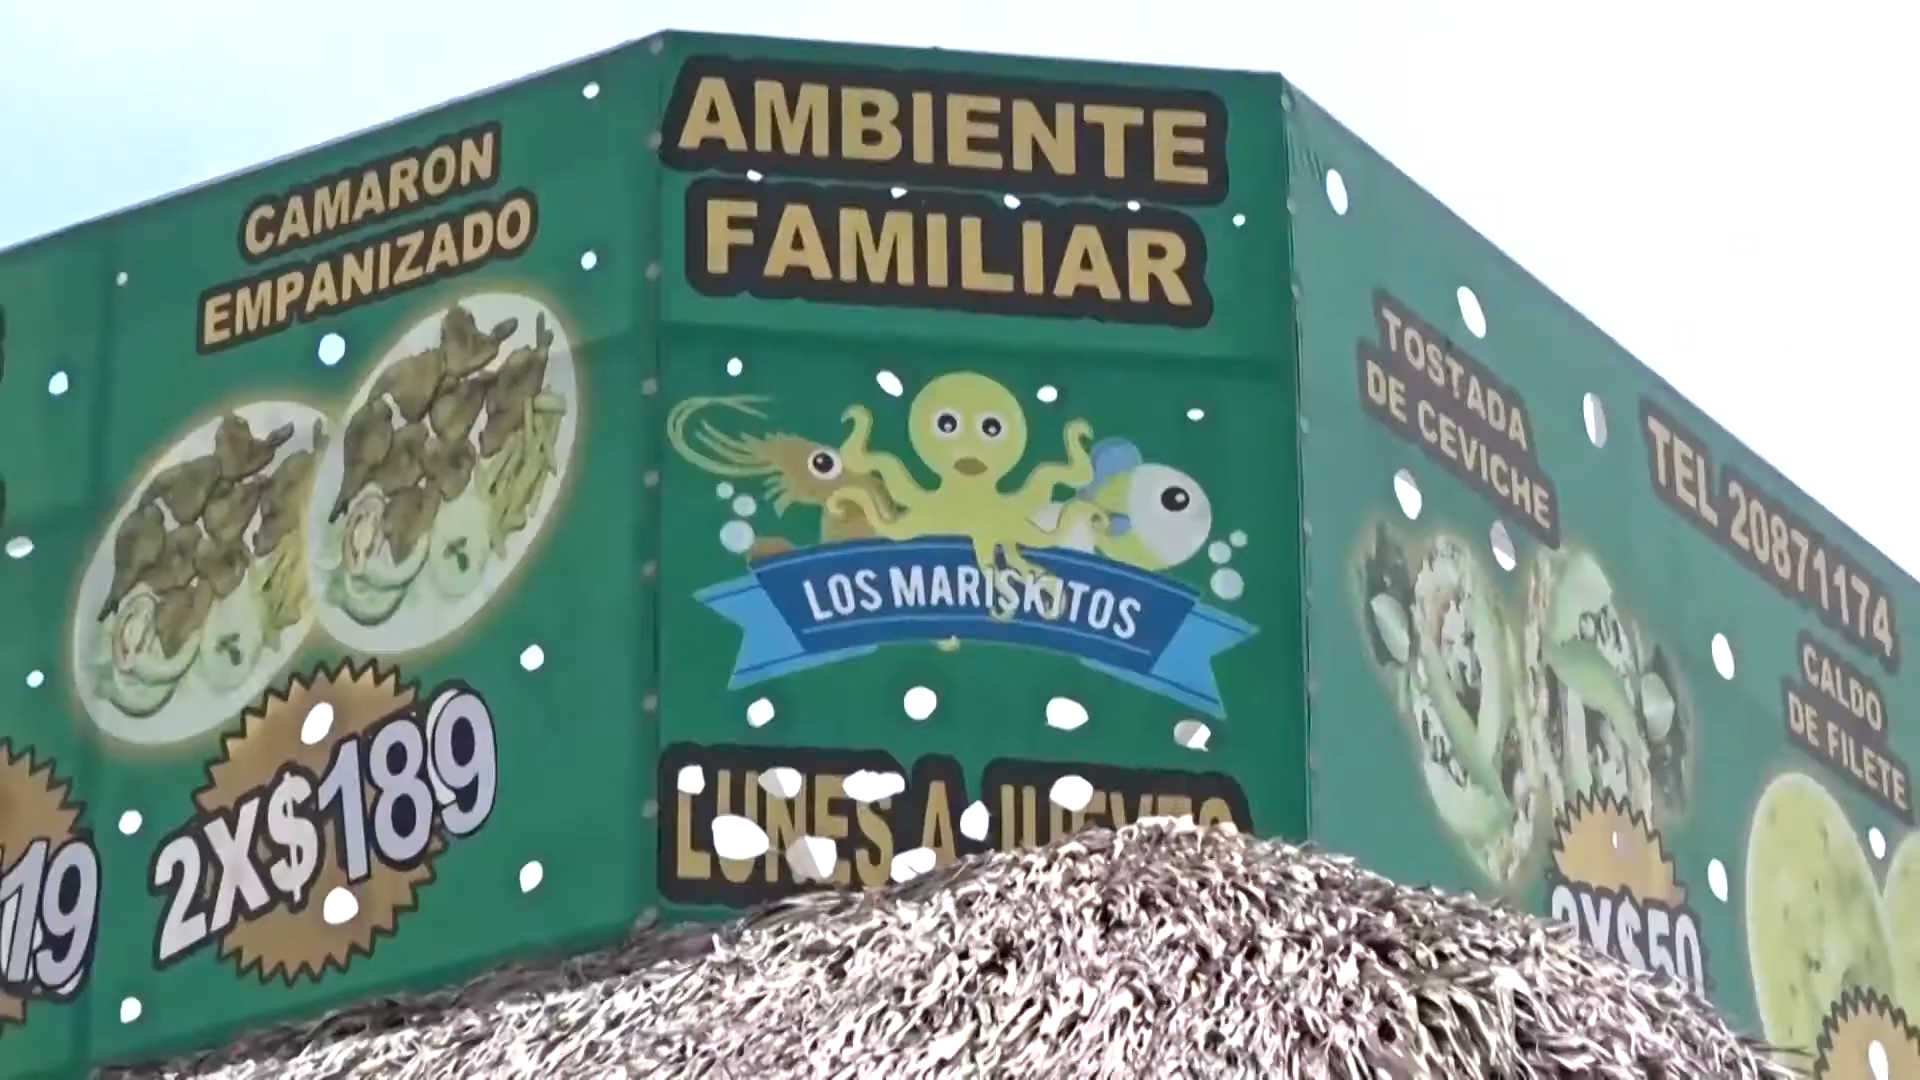 CAMARON
EMPANIZADO
2X$189
19
AMBIENTE
FAMILIAR
LOS MARISKITOS
LUNES A JUEVES
TOSTADA
DE CEVICHE
2X$50
TEL 20871174
CALDO
DE FILETE